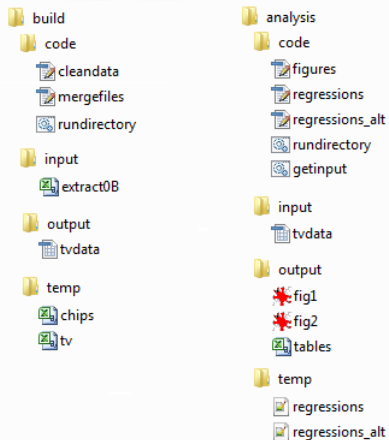 build
code
cleandata
mergefiles
rundirectory
input
extract0B
output
tvdata
temp
chips
tv
analysis
code
figures
regressions
regressions_alt
rundirectory
getinput
input
tvdata
output
fig1
fig2
tables
temp
regressions
regressions_alt